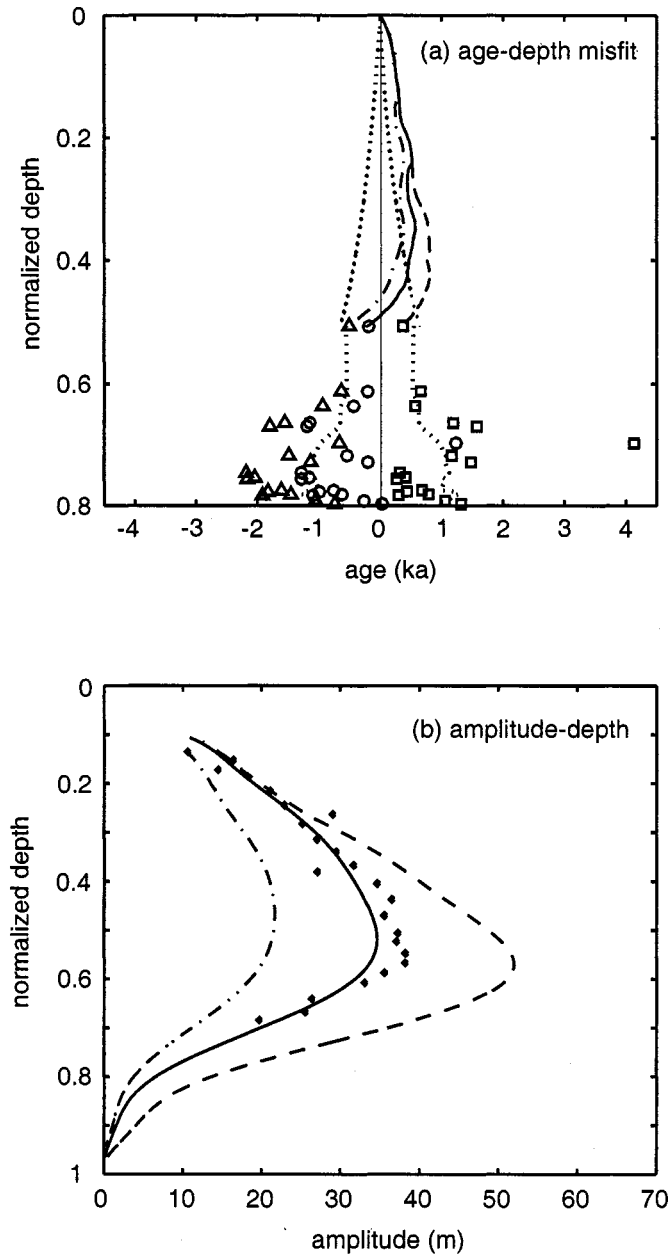 0
(a) age-depth misfit
0.2
normalized depth
0.4
0.6
0.8
-4 -3 -2 -1 0 1 2 3 4
age (ka)
0
(b) amplitude-depth
0.2
normalized depth
0.4
0.6
0.8
1
0 10 20 30 40 50 60 70
amplitude (m)